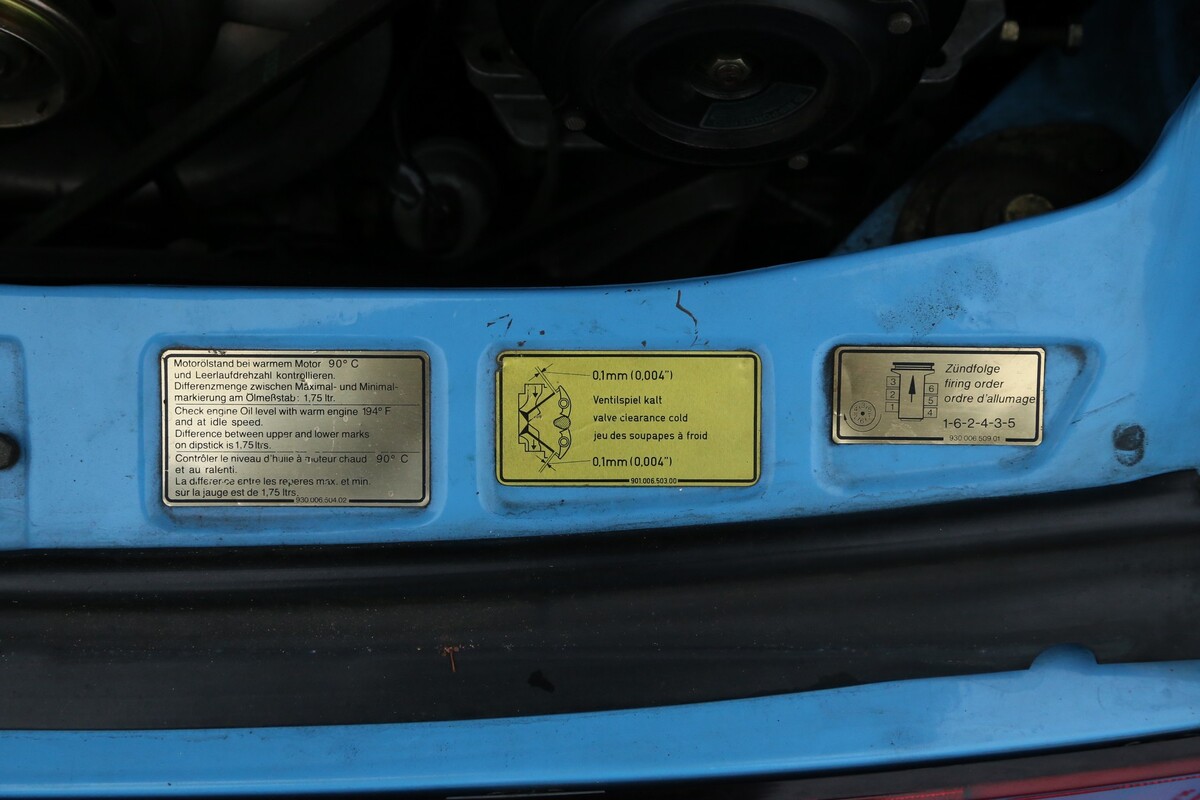 Motorölstand bei warmem Motor 90° C
und Leerlaufdrehzahl kontrollieren.
Differenzmenge zwischen Maximal- und Minimal-
markierung am Ölmeßstab: 1,75 ltr.
Check engine Oil level with warm engine 194° F
and at idle speed.
Difference between upper and lower marks
on dipstick is 1.75 ltrs.
Contrôler le niveau d'huile à moteur chaud 90° C
et au ralenti.
La différence entre les repères max. et min.
sur la jauge est de 1,75 ltrs.
930.006.504.02
0,1mm (0,004")
Ventilspiel kalt
valve clearance cold
jeu des soupapes à froid
0,1mm (0,004")
901.006.503.00
Zündfolge
firing order
ordre d'allumage
3 6
2 5
1 4
1-6-2-4-3-5
930 006 509 01